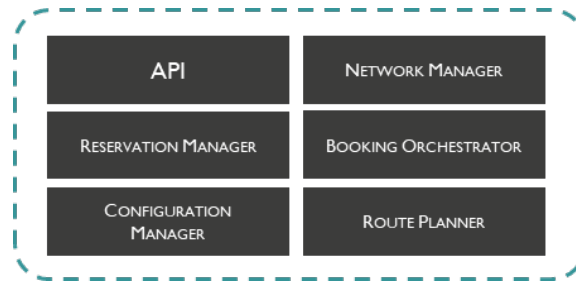 API
NETWORK MANAGER
RESERVATION MANAGER
BOOKING ORCHESTRATOR
CONFIGURATION
MANAGER
ROUTE PLANNER